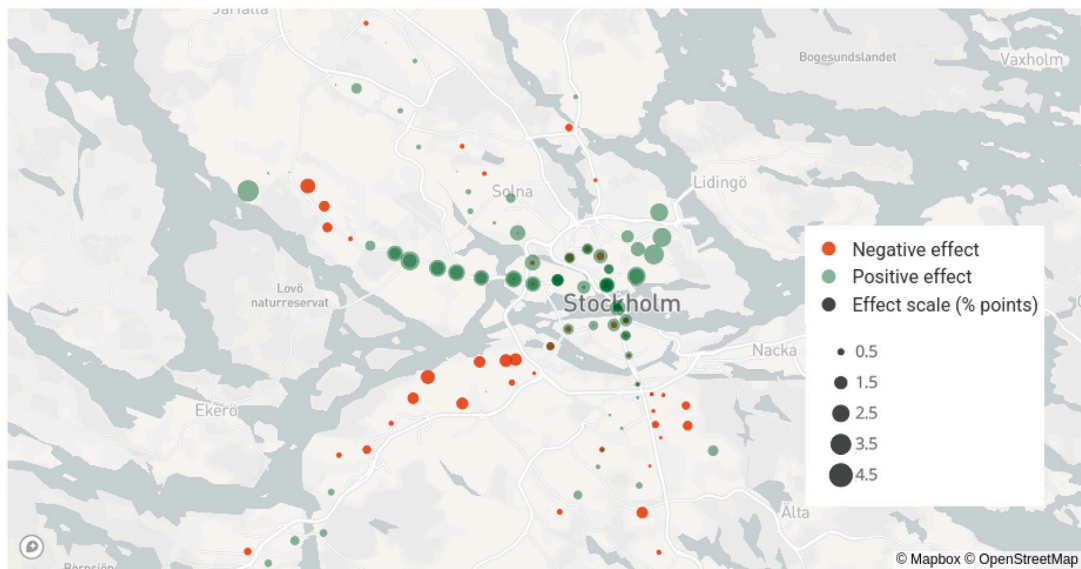 Järfälla
Bogesundslandet
Vaxholm
Lidingö
Solna
Lovö
naturreservat
Stockholm
Nacka
Ekerö
Älta
Negative effect
Positive effect
Effect scale (% points)
0.5
1.5
2.5
3.5
4.5
© Mapbox © OpenStreetMap